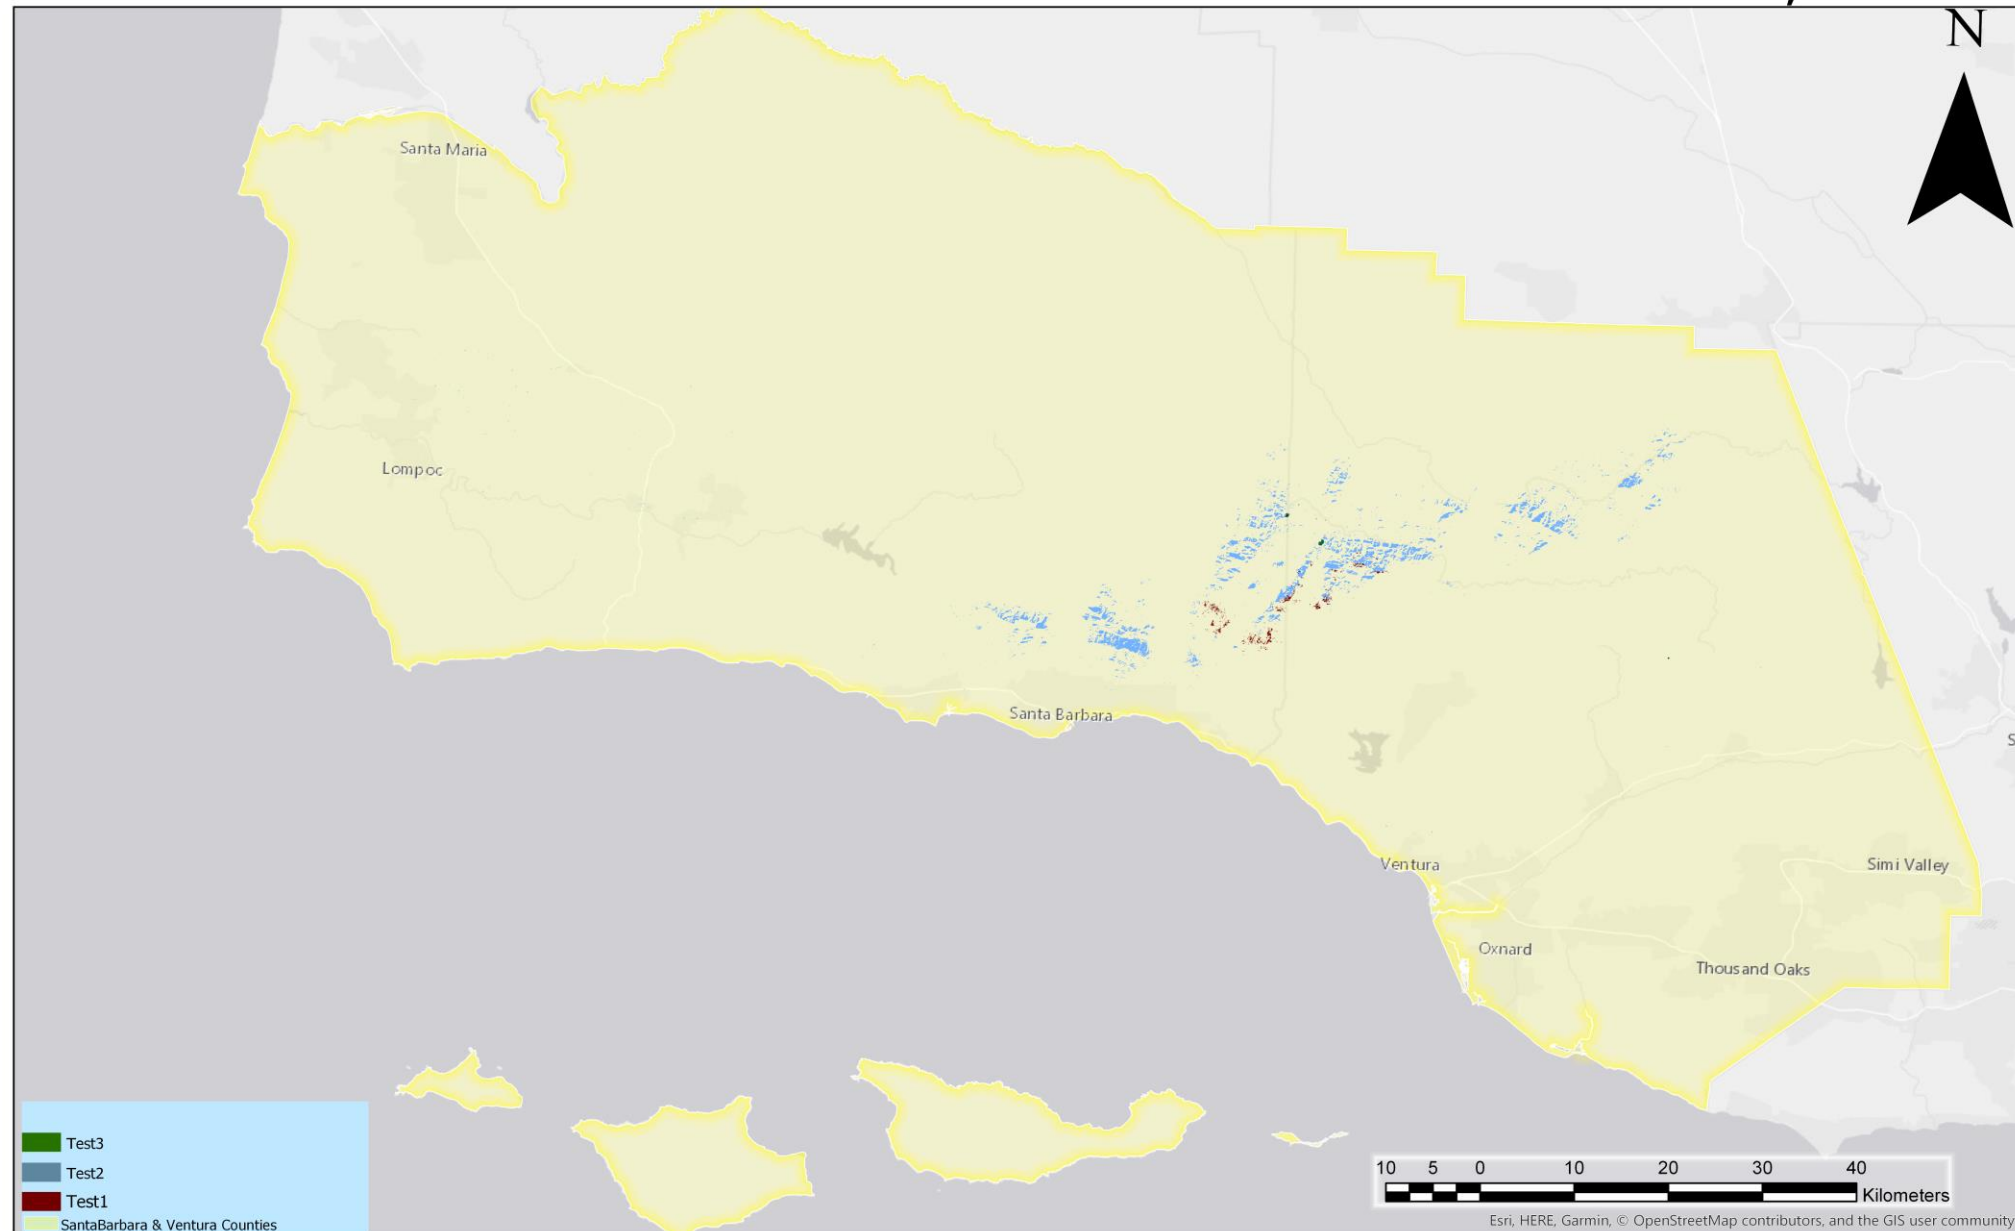 N
Santa Maria
Lompoc
Santa Barbara
Ventura
Simi Valley
Oxnard
Thousand Oaks
Test3
Test2
Test1
SantaBarbara & Ventura Counties
10 5 0 10 20 30 40
Kilometers
Esri, HERE, Garmin, © OpenStreetMap contributors, and the GIS user community